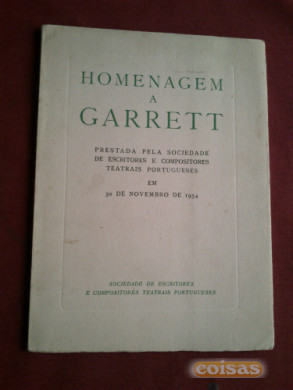 HOMENAGEM
A
GARRETT
PRESTADA PELA SOCIEDADE
DE ESCRITORES E COMPOSITORES
TEATRAIS PORTUGUESES
EM
30 DE NOVEMBRO DE 1954
SOCIEDADE DE ESCRITORES
E COMPOSITORES TEATRAIS PORTUGUESES
coisas